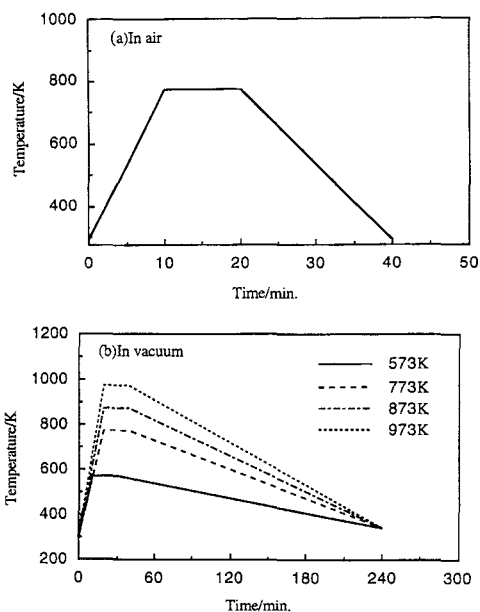 1000
(a)In air
800
600
400
Temperature/K
0 10 20 30 40 50
Time/min.
1200
(b)In vacuum
573K
1000
773K
873K
800
973K
600
400
200
Temperature/K
0 60 120 180 240 300
Time/min.